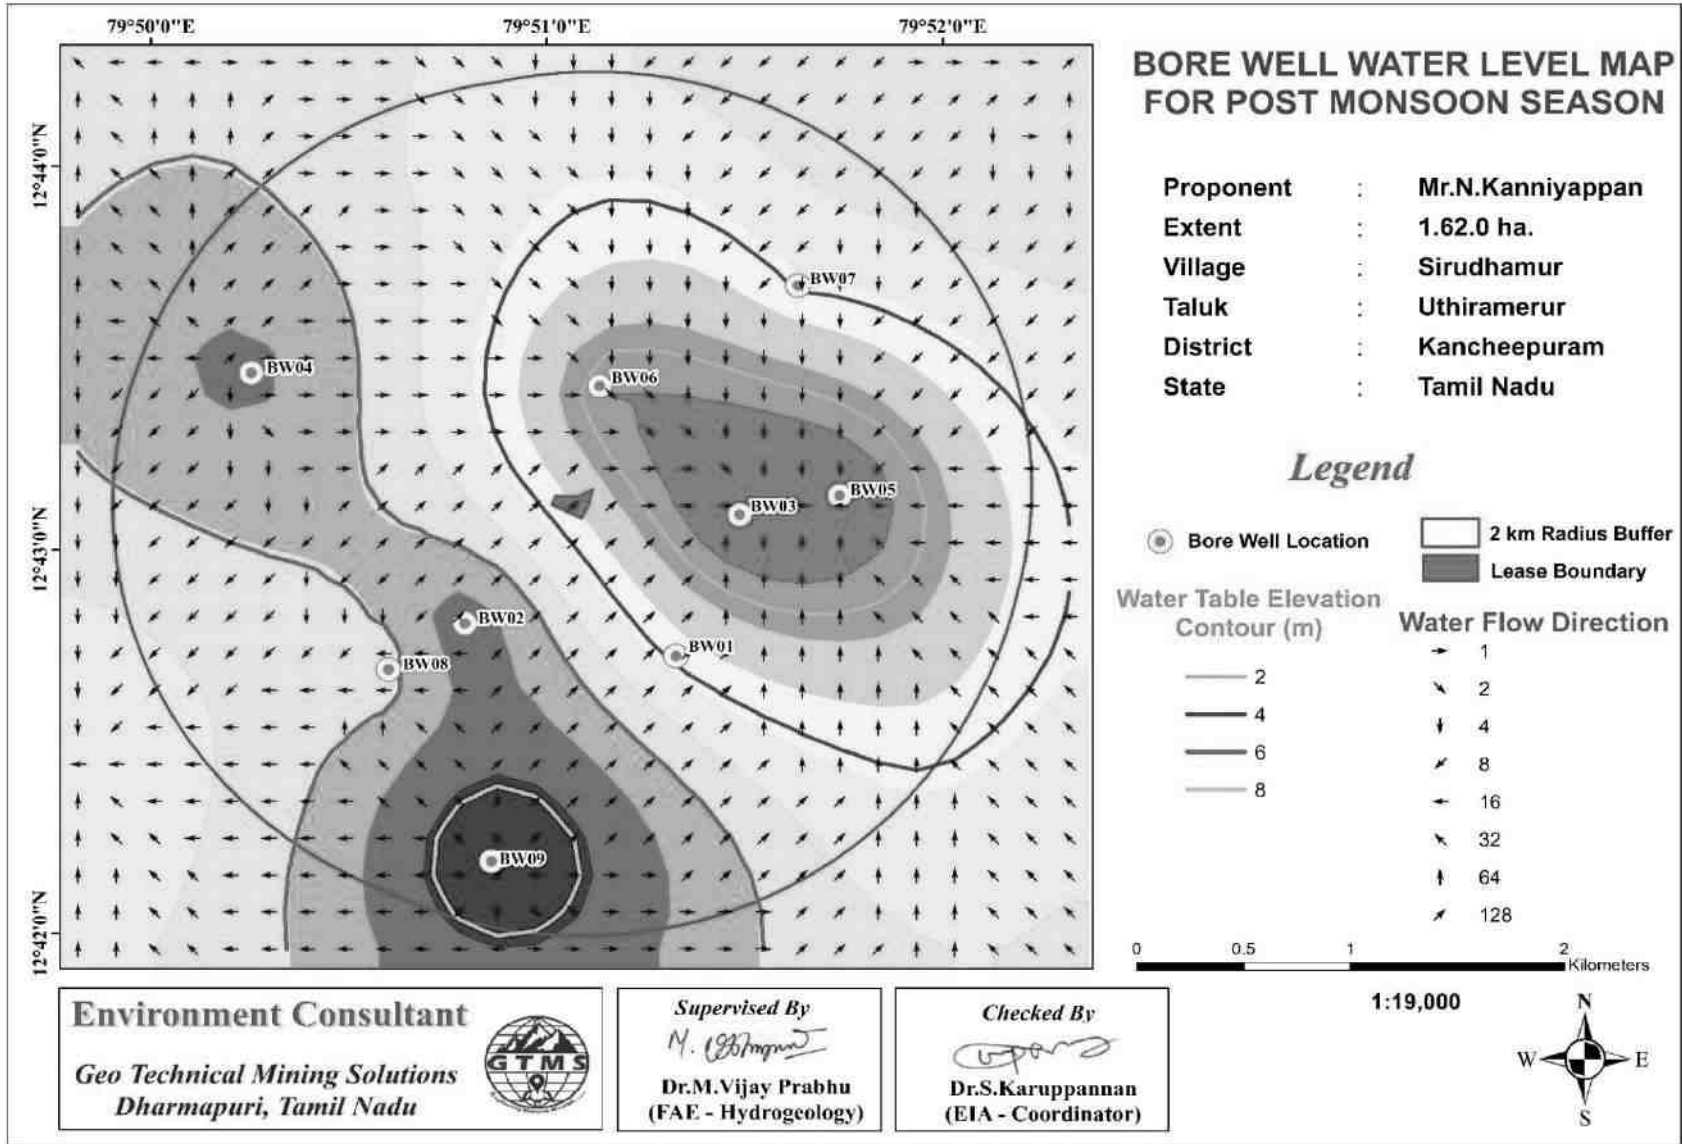 79°50'0"E
79°51'0"E
79°52'0"E
12°44'0"N
12°43'0"N
12°42'0"N
BW07
BW04
BW06
BW05
BW03
BW02
BW01
BW08
BW09
BORE WELL WATER LEVEL MAP
FOR POST MONSOON SEASON
Proponent : Mr.N.Kanniyappan
Extent : 1.62.0 ha.
Village : Sirudhamur
Taluk : Uthiramerur
District : Kancheepuram
State : Tamil Nadu
Legend
Bore Well Location
2 km Radius Buffer
Lease Boundary
Water Table Elevation
Contour (m)
2
4
6
8
Water Flow Direction
1
2
4
8
16
32
64
128
0 0.5 1 2
Kilometers
1:19,000
N
W E
S
Environment Consultant
Geo Technical Mining Solutions
Dharmapuri, Tamil Nadu
GTMS
Supervised By
Dr.M.Vijay Prabhu
(FAE - Hydrogeology)
Checked By
Dr.S.Karuppannan
(EIA - Coordinator)